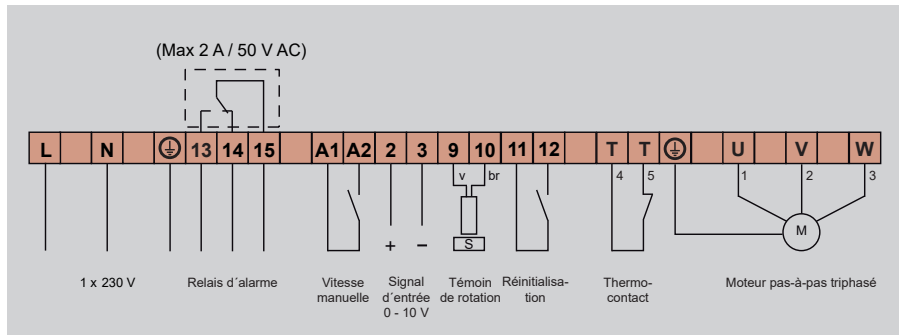 (Max 2 A / 50 V AC)
L N 13 14 15 A1 A2 2 3 9 10 11 12 T T U V W
v br 4 5 1 2 3
+ – S M
1 x 230 V
Relais d´alarme
Vitesse
manuelle
Signal
d´entrée
0 - 10 V
Témoin
de rotation
Réinitialisa-
tion
Thermo-
contact
Moteur pas-à-pas triphasé